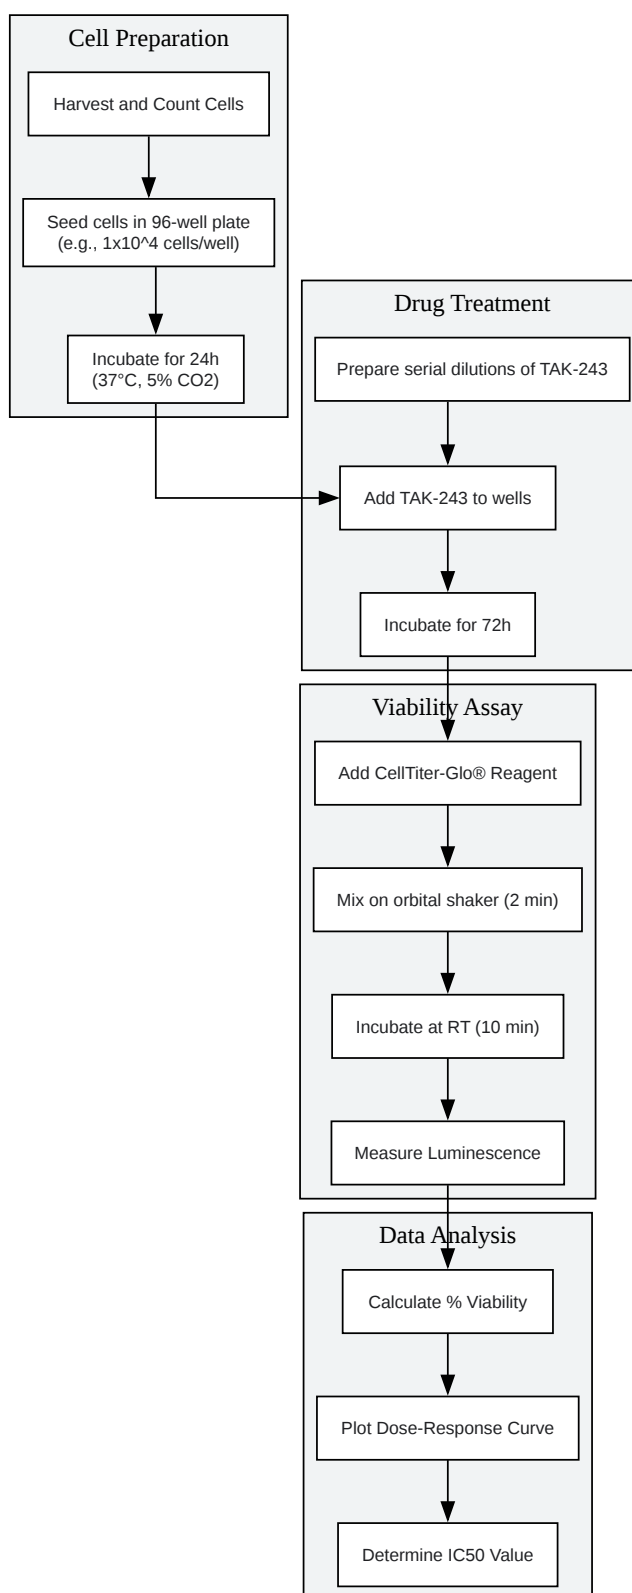 Cell Preparation
Harvest and Count Cells
Seed cells in 96-well plate
(e.g., 1x10^4 cells/well)
Incubate for 24h
(37°C, 5% CO2)
Drug Treatment
Prepare serial dilutions of TAK-243
Add TAK-243 to wells
Incubate for 72h
Viability Assay
Add CellTiter-Glo® Reagent
Mix on orbital shaker (2 min)
Incubate at RT (10 min)
Measure Luminescence
Data Analysis
Calculate % Viability
Plot Dose-Response Curve
Determine IC50 Value